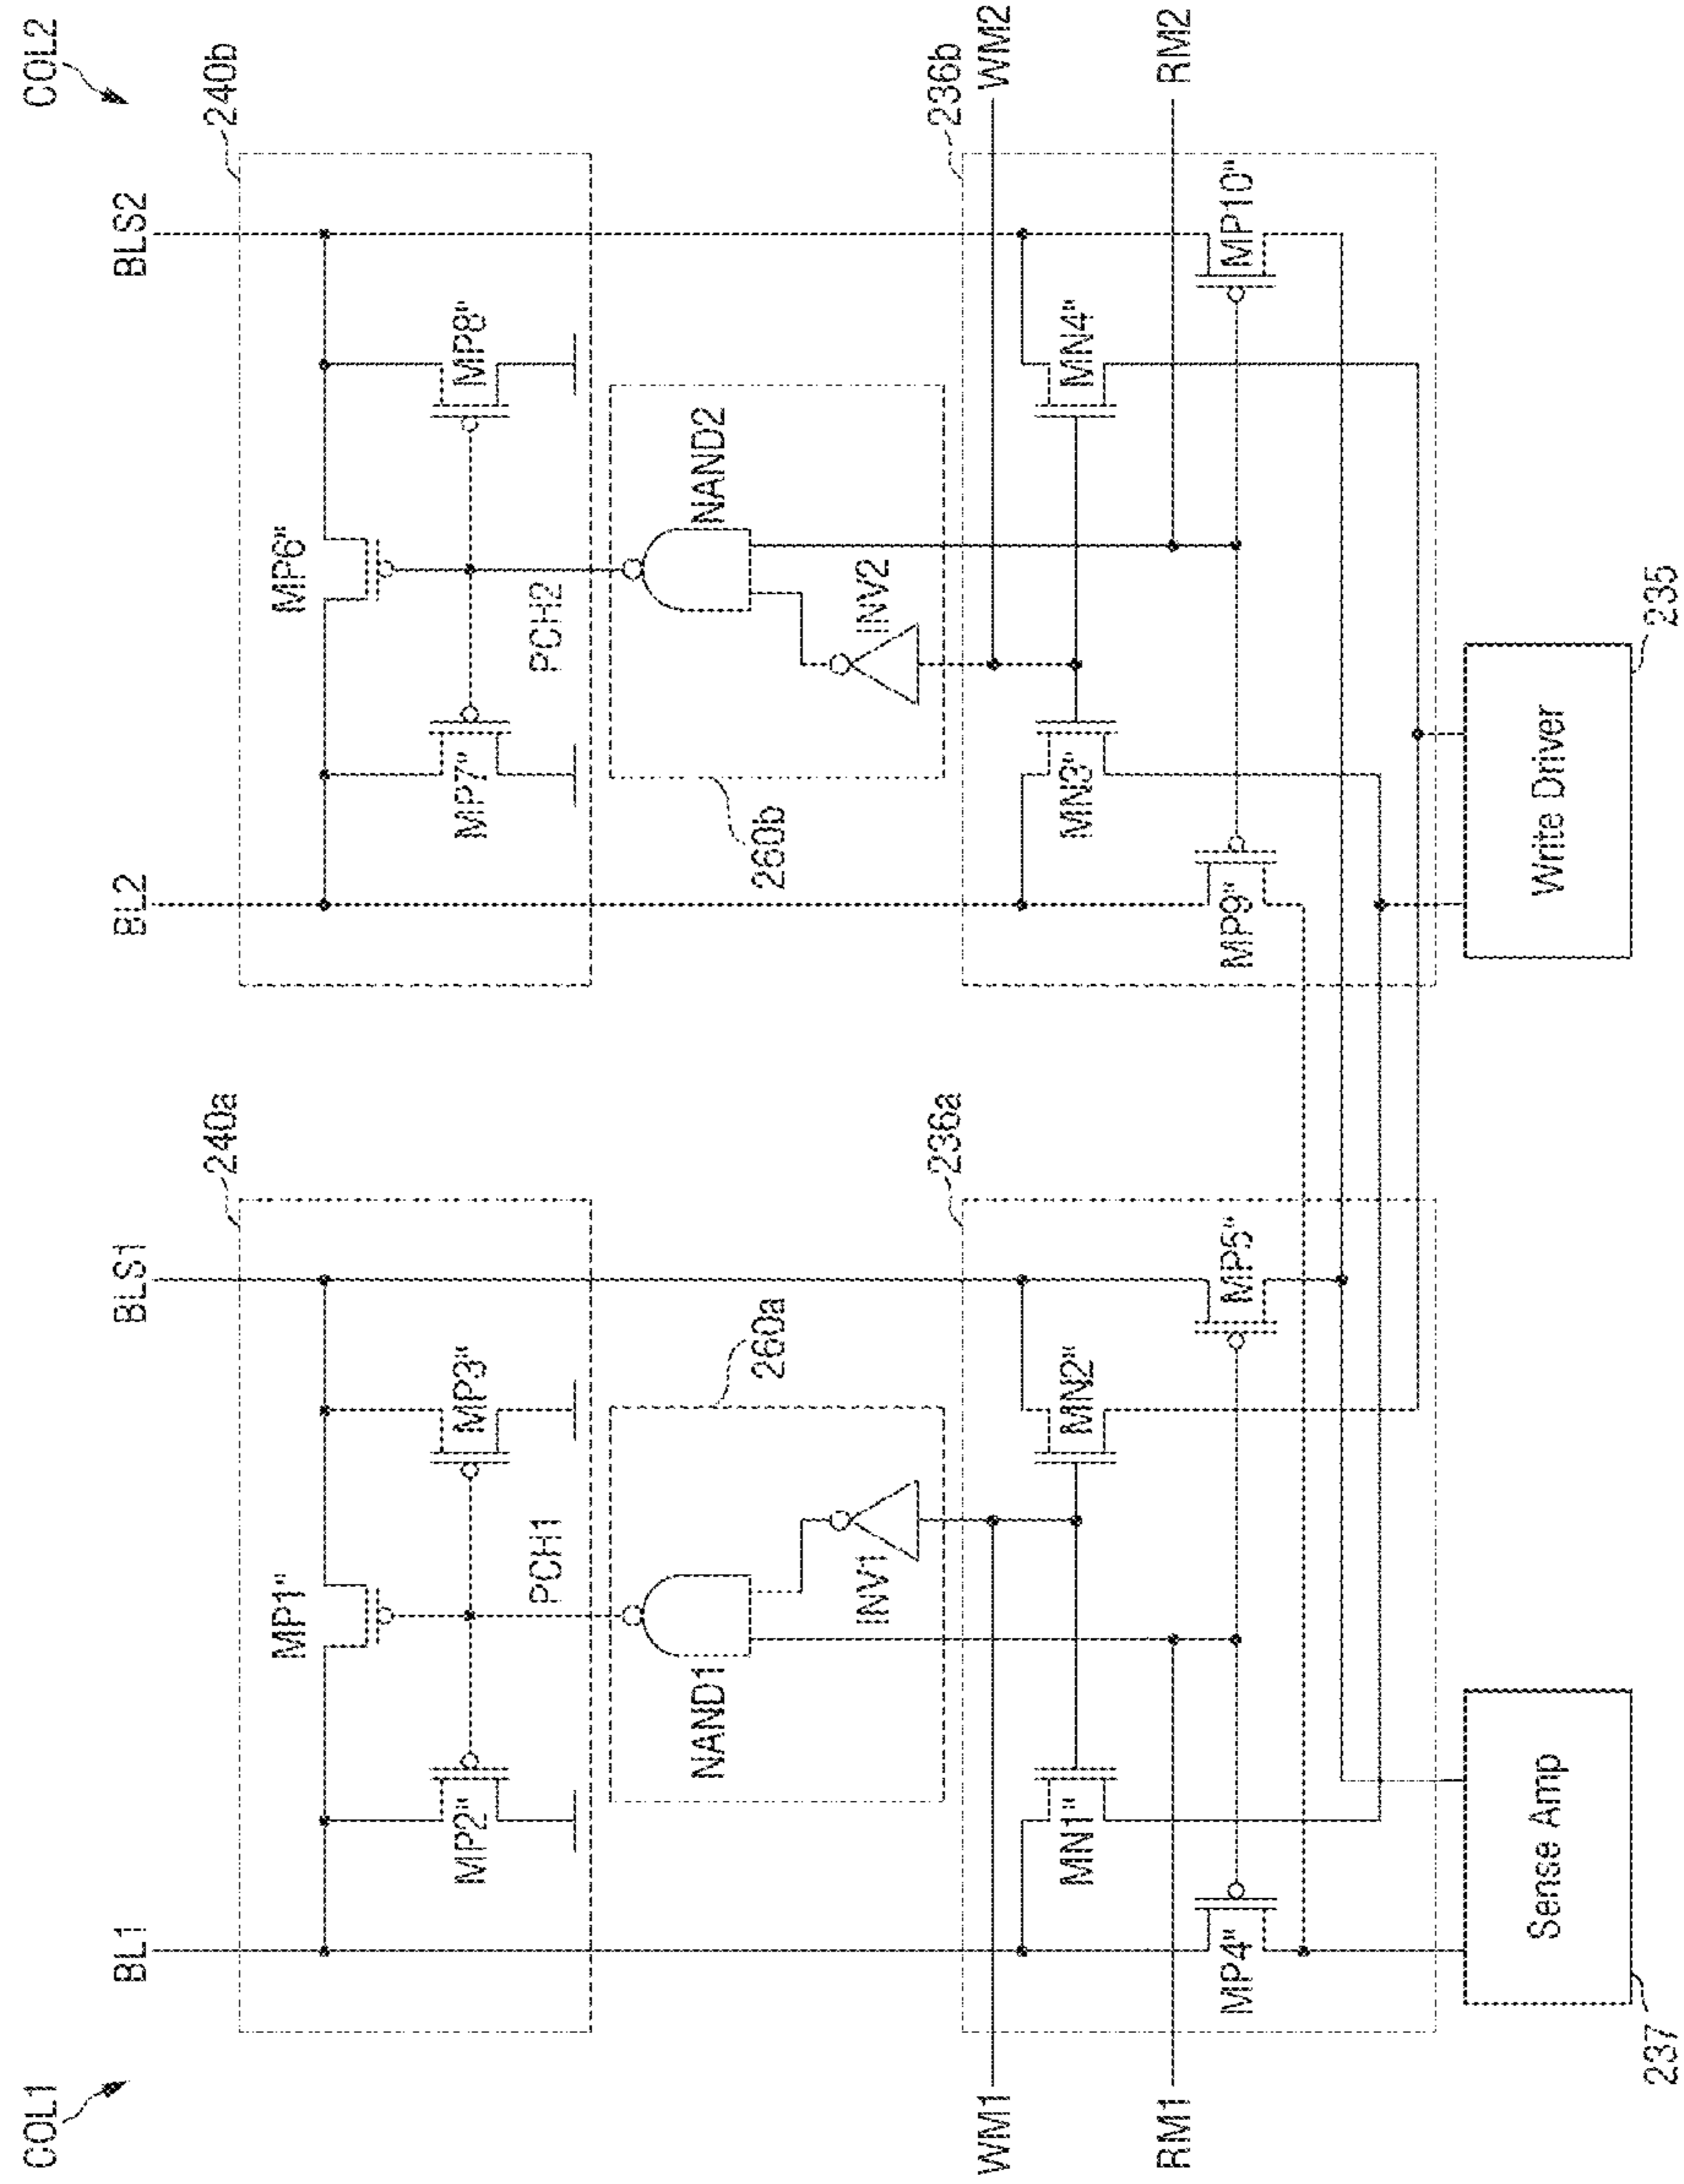 COL1
COL2
BL1
BLS1
BL2
BLS2
240a
240b
MP1"
MP6"
MP2"
MP3"
MP7"
MP8"
PCH1
PCH2
NAND1
260a
260b
NAND2
INV1
INV2
236a
236b
WM1
WM2
MN1"
MN2"
MN3"
MN4"
RM1
RM2
MP4"
MP5"
MP9"
MP10"
Sense Amp
Write Driver
237
235